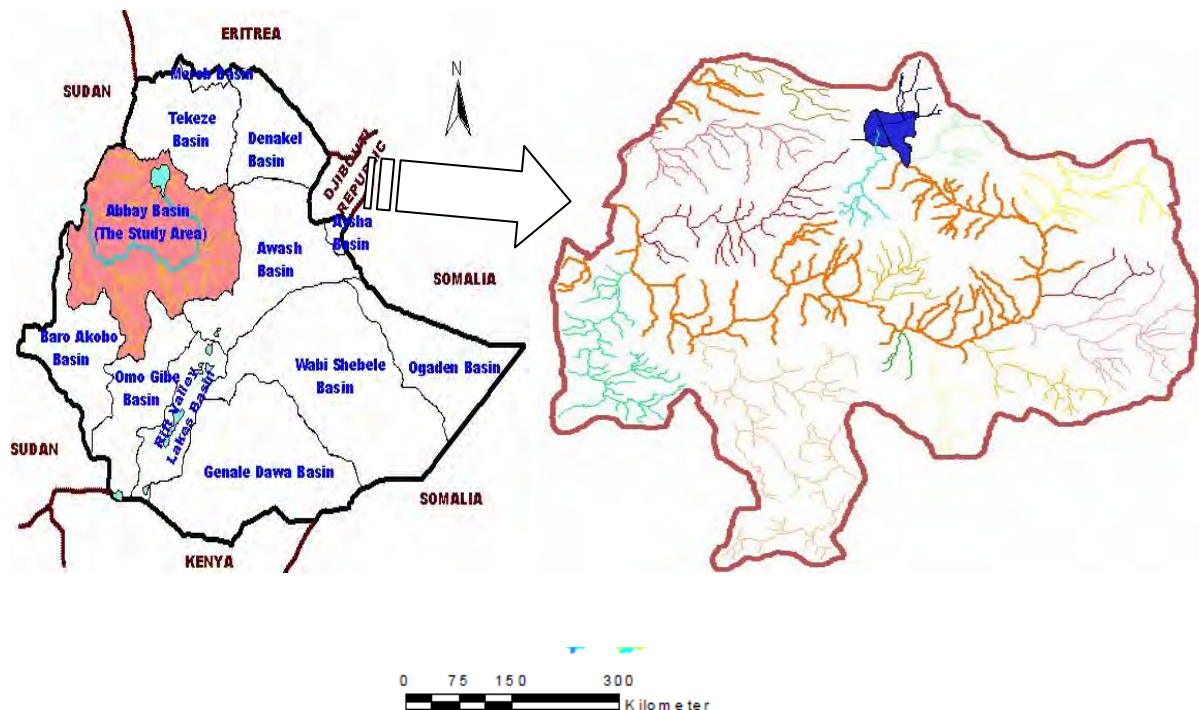 ERITREA
N
SUDAN
Mereb Basin
Tekeze
Basin
Denakel
Basin
DJIBOUTI
REPUBLIC
Abbay Basin
(The Study Area)
Aysha
Basin
Awash
Basin
SOMALIA
Baro Akobo
Basin
Omo Gibe
Basin
Rift Valley
Lakes Basin
Wabi Shebele
Basin
Ogaden Basin
SUDAN
Genale Dawa Basin
SOMALIA
KENYA
0 75 150 300
Kilometer